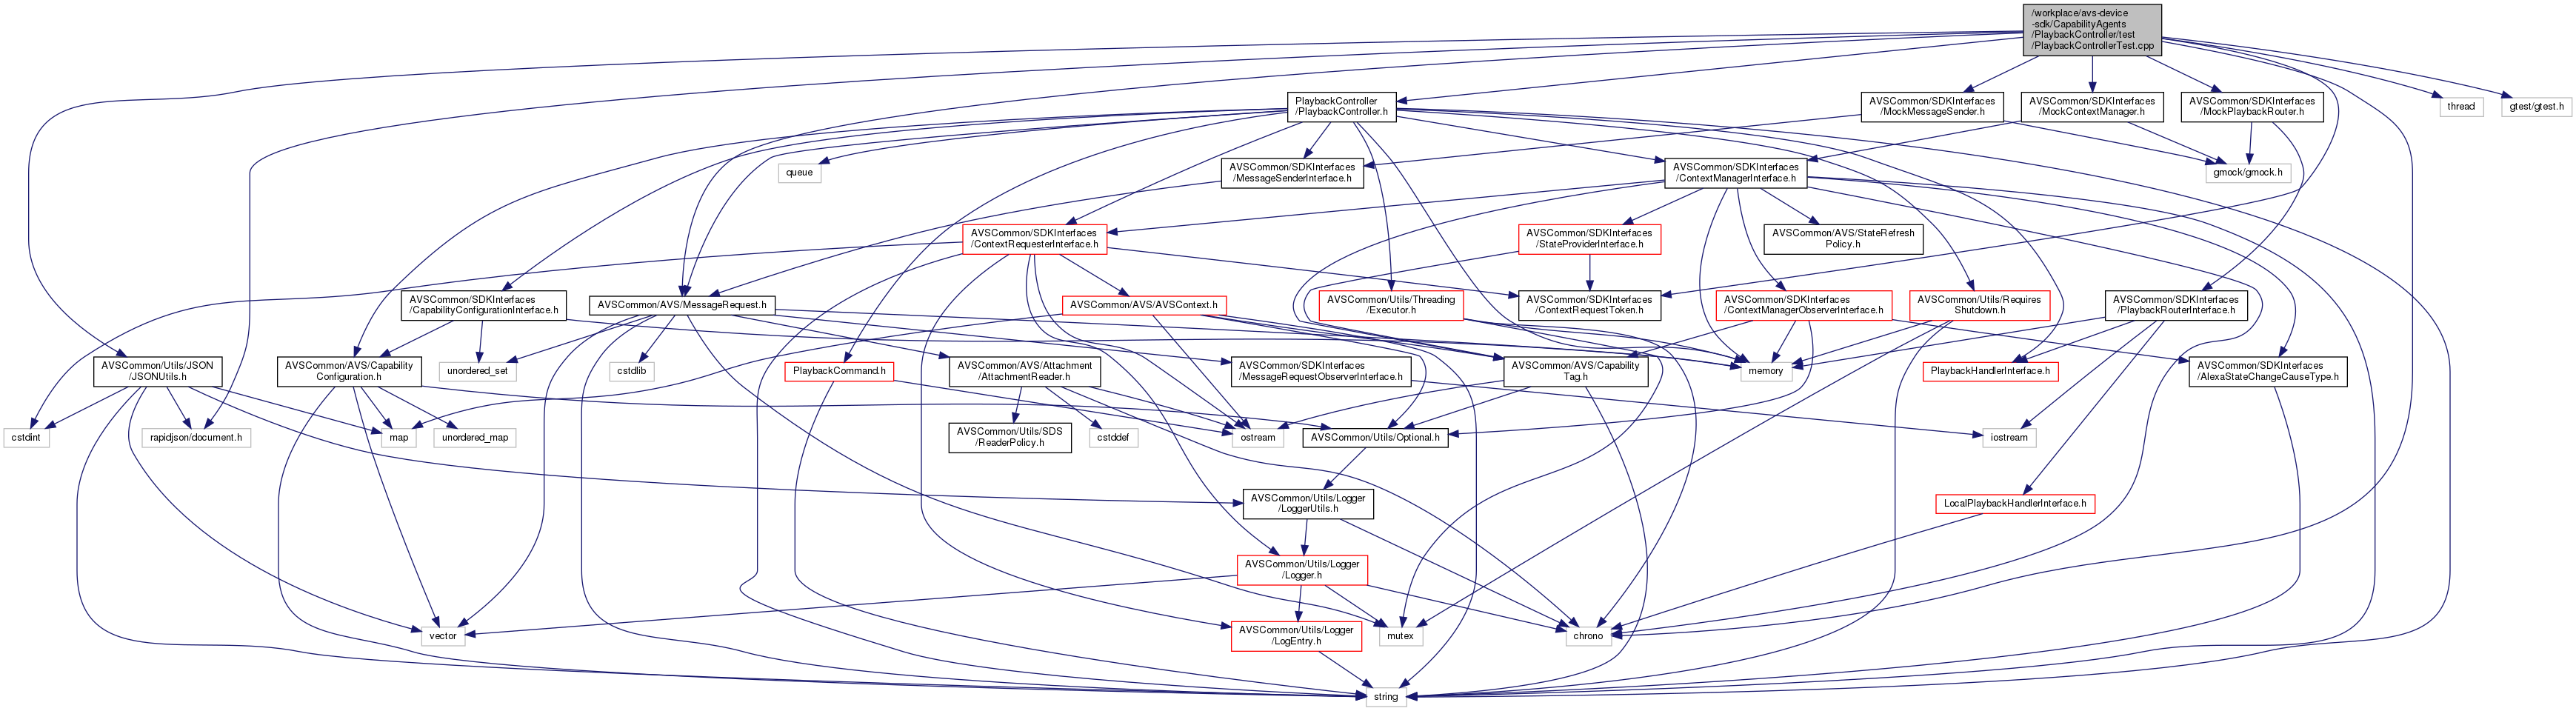 /workplace/avs-device
-sdk/CapabilityAgents
/PlaybackController/test
/PlaybackControllerTest.cpp
PlaybackController
/PlaybackController.h
AVSCommon/SDKInterfaces
/MockMessageSender.h
AVSCommon/SDKInterfaces
/MockContextManager.h
AVSCommon/SDKInterfaces
/MockPlaybackRouter.h
thread
gtest/gtest.h
queue
AVSCommon/SDKInterfaces
/MessageSenderInterface.h
AVSCommon/SDKInterfaces
/ContextManagerInterface.h
gmock/gmock.h
AVSCommon/SDKInterfaces
/ContextRequesterInterface.h
AVSCommon/SDKInterfaces
/StateProviderInterface.h
AVSCommon/AVS/StateRefresh
Policy.h
AVSCommon/SDKInterfaces
/CapabilityConfigurationInterface.h
AVSCommon/AVS/MessageRequest.h
AVSCommon/AVS/AVSContext.h
AVSCommon/Utils/Threading
/Executor.h
AVSCommon/SDKInterfaces
/ContextRequestToken.h
AVSCommon/SDKInterfaces
/ContextManagerObserverInterface.h
AVSCommon/Utils/Requires
Shutdown.h
AVSCommon/SDKInterfaces
/PlaybackRouterInterface.h
AVSCommon/Utils/JSON
/JSONUtils.h
AVSCommon/AVS/Capability
Configuration.h
unordered_set
cstdlib
PlaybackCommand.h
AVSCommon/AVS/Attachment
/AttachmentReader.h
AVSCommon/SDKInterfaces
/MessageRequestObserverInterface.h
AVSCommon/AVS/Capability
Tag.h
memory
PlaybackHandlerInterface.h
AVSCommon/SDKInterfaces
/AlexaStateChangeCauseType.h
cstdint
rapidjson/document.h
map
unordered_map
AVSCommon/Utils/SDS
/ReaderPolicy.h
cstddef
ostream
AVSCommon/Utils/Optional.h
iostream
AVSCommon/Utils/Logger
/LoggerUtils.h
LocalPlaybackHandlerInterface.h
AVSCommon/Utils/Logger
/Logger.h
vector
AVSCommon/Utils/Logger
/LogEntry.h
mutex
chrono
string